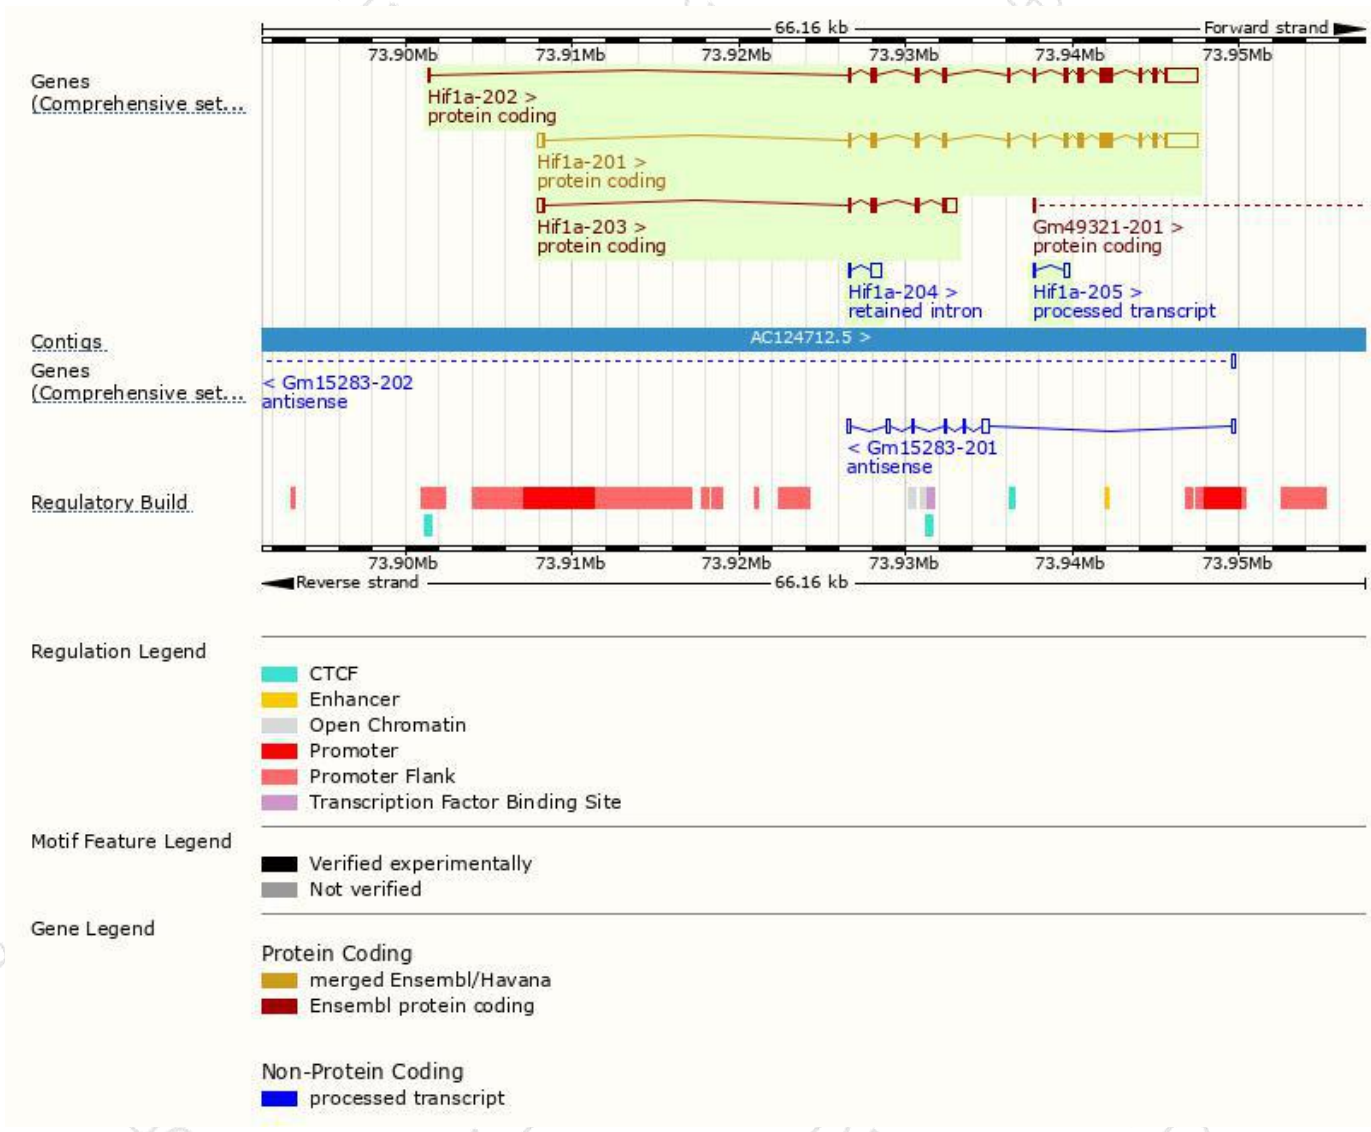 66.16 kb Forward strand
73.90Mb 73.91Mb 73.92Mb 73.93Mb 73.94Mb 73.95Mb
Genes
(Comprehensive set...
Hif1a-202 >
protein coding
Hif1a-201 >
protein coding
Hif1a-203 > Gm49321-201 >
protein coding protein coding
Hif1a-204 > Hif1a-205 >
retained intron processed transcript
Contigs AC124712.5 >
Genes
(Comprehensive set...
< Gm15283-202
antisense
< Gm15283-201
antisense
Regulatory Build
73.90Mb 73.91Mb 73.92Mb 73.93Mb 73.94Mb 73.95Mb
Reverse strand 66.16 kb
Regulation Legend
CTCF
Enhancer
Open Chromatin
Promoter
Promoter Flank
Transcription Factor Binding Site
Motif Feature Legend
Verified experimentally
Not verified
Gene Legend
Protein Coding
merged Ensembl/Havana
Ensembl protein coding
Non-Protein Coding
processed transcript